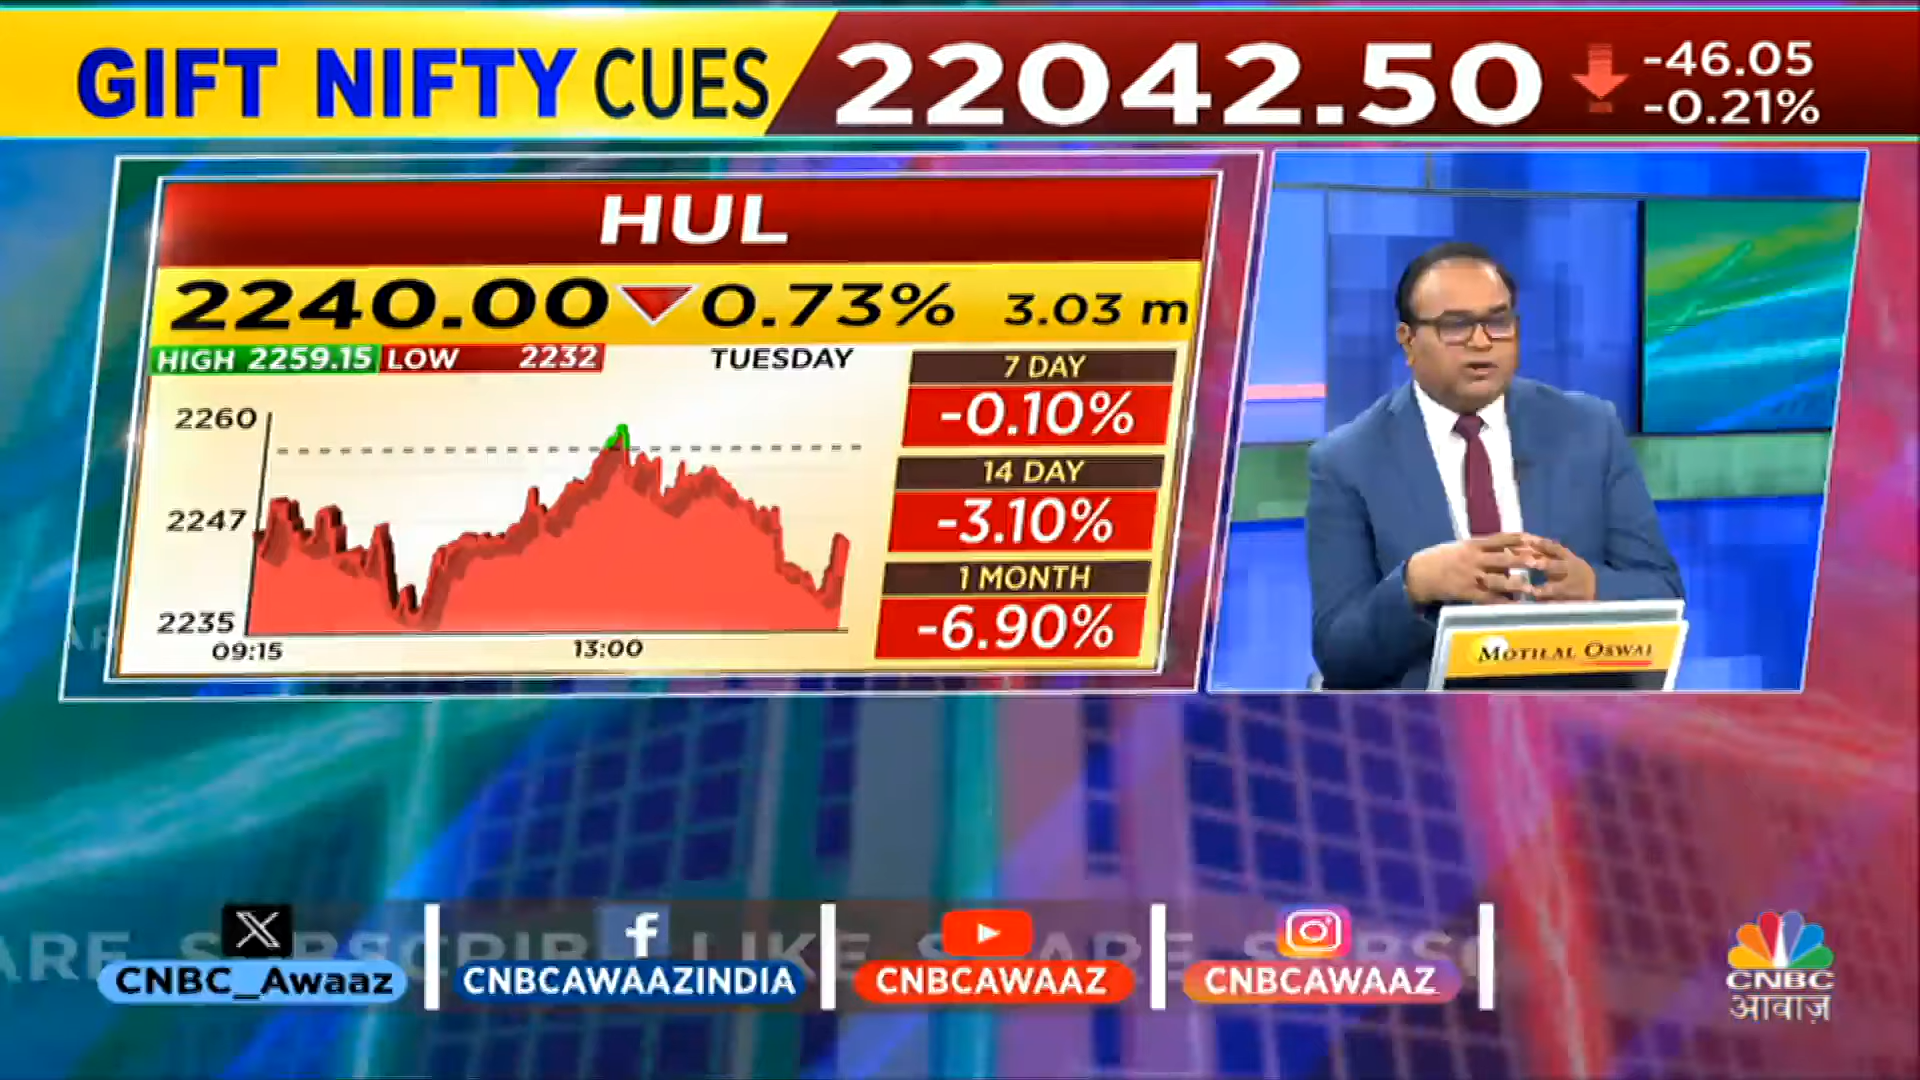 GIFT NIFTY CUES
22042.50
-46.05
-0.21%
HUL
2240.00 0.73% 3.03 m
HIGH 2259.15 LOW 2232 TUESDAY
2260
2247
2235
09:15 13:00
7 DAY
-0.10%
14 DAY
-3.10%
1 MONTH
-6.90%
MOTILAL OSWAL
LIKE
CNBC_Awaaz
CNBCAWAAZINDIA
CNBCAWAAZ
CNBCAWAAZ
CNBC
आवाज़